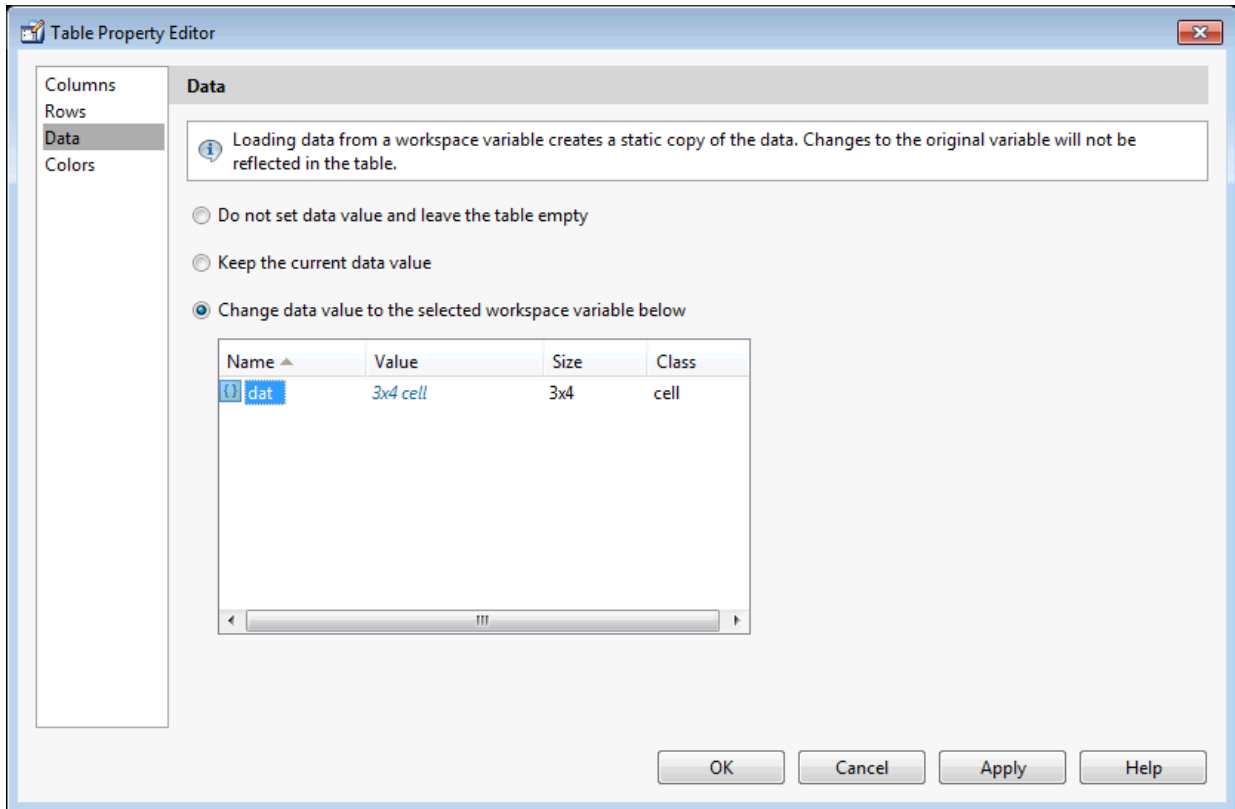 Table Property Editor
Columns
Rows
Data
Colors
Data
Loading data from a workspace variable creates a static copy of the data. Changes to the original variable will not be
reflected in the table.
Do not set data value and leave the table empty
Keep the current data value
Change data value to the selected workspace variable below
Name Value Size Class
{} dat 3x4 cell 3x4 cell
OK Cancel Apply Help